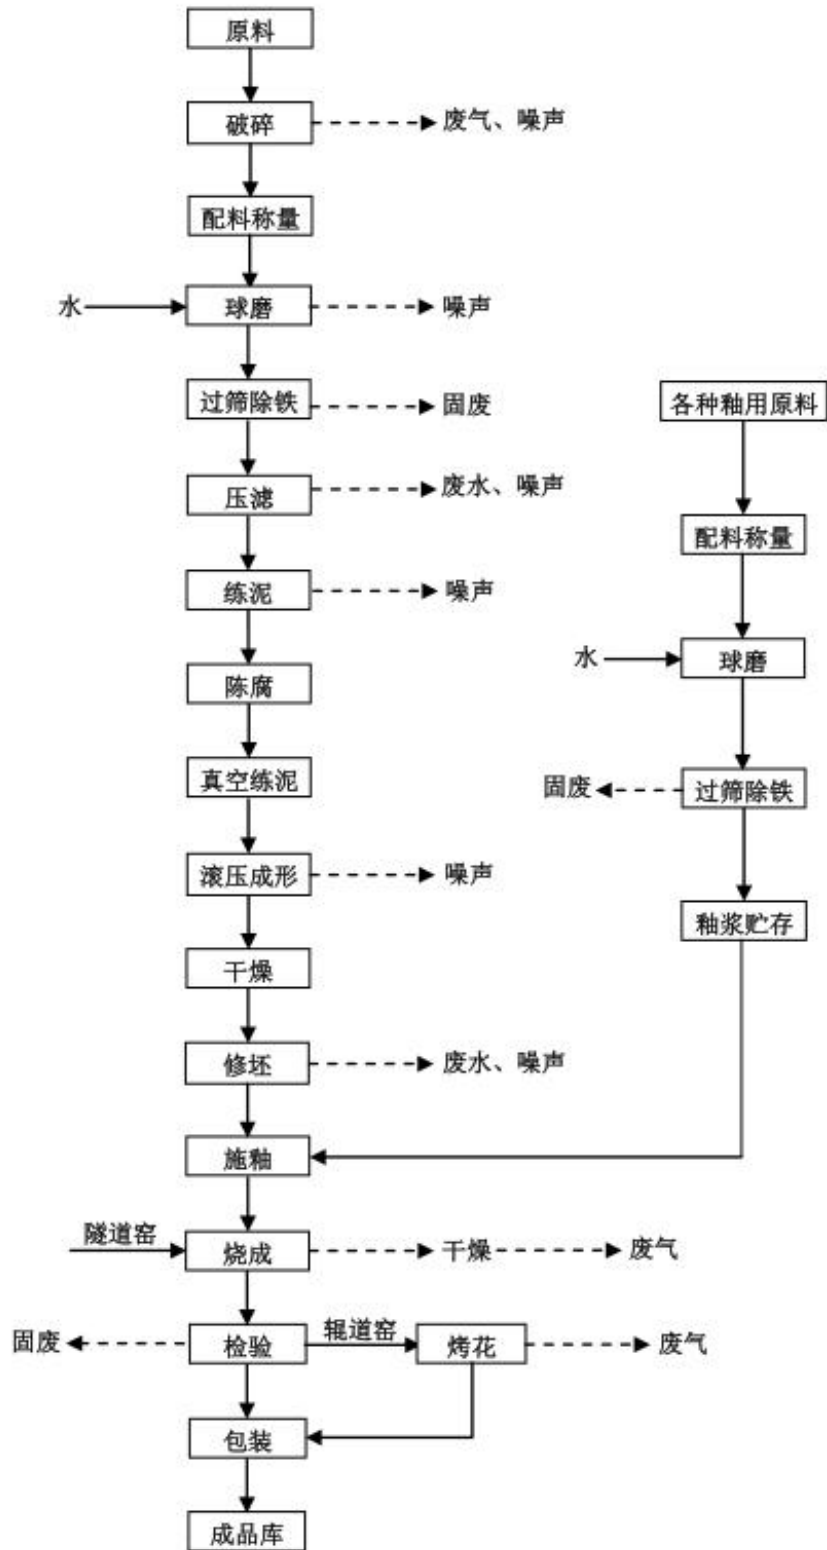 原料
破碎
废气、噪声
配料称量
水
球磨
噪声
过筛除铁
固废
各种釉用原料
压滤
废水、噪声
配料称量
练泥
噪声
水
球磨
陈腐
真空练泥
固废
过筛除铁
滚压成形
噪声
釉浆贮存
干燥
修坯
废水、噪声
施釉
隧道窑
烧成
干燥
废气
固废
检验
辊道窑
烤花
废气
包装
成品库